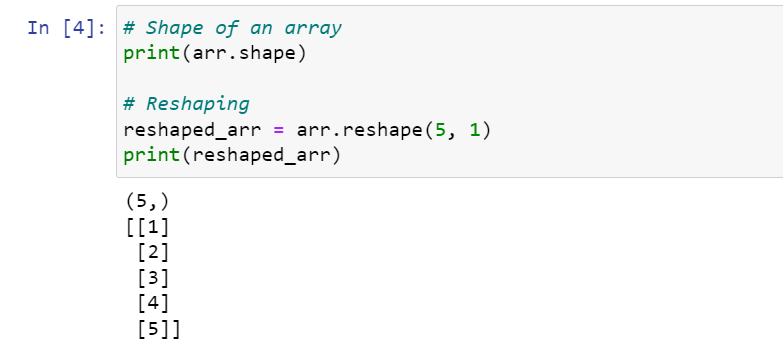 In [4]: # Shape of an array
print(arr.shape)
# Reshaping
reshaped_arr = arr.reshape(5, 1)
print(reshaped_arr)
(5,)
[[1]
 [2]
 [3]
 [4]
 [5]]